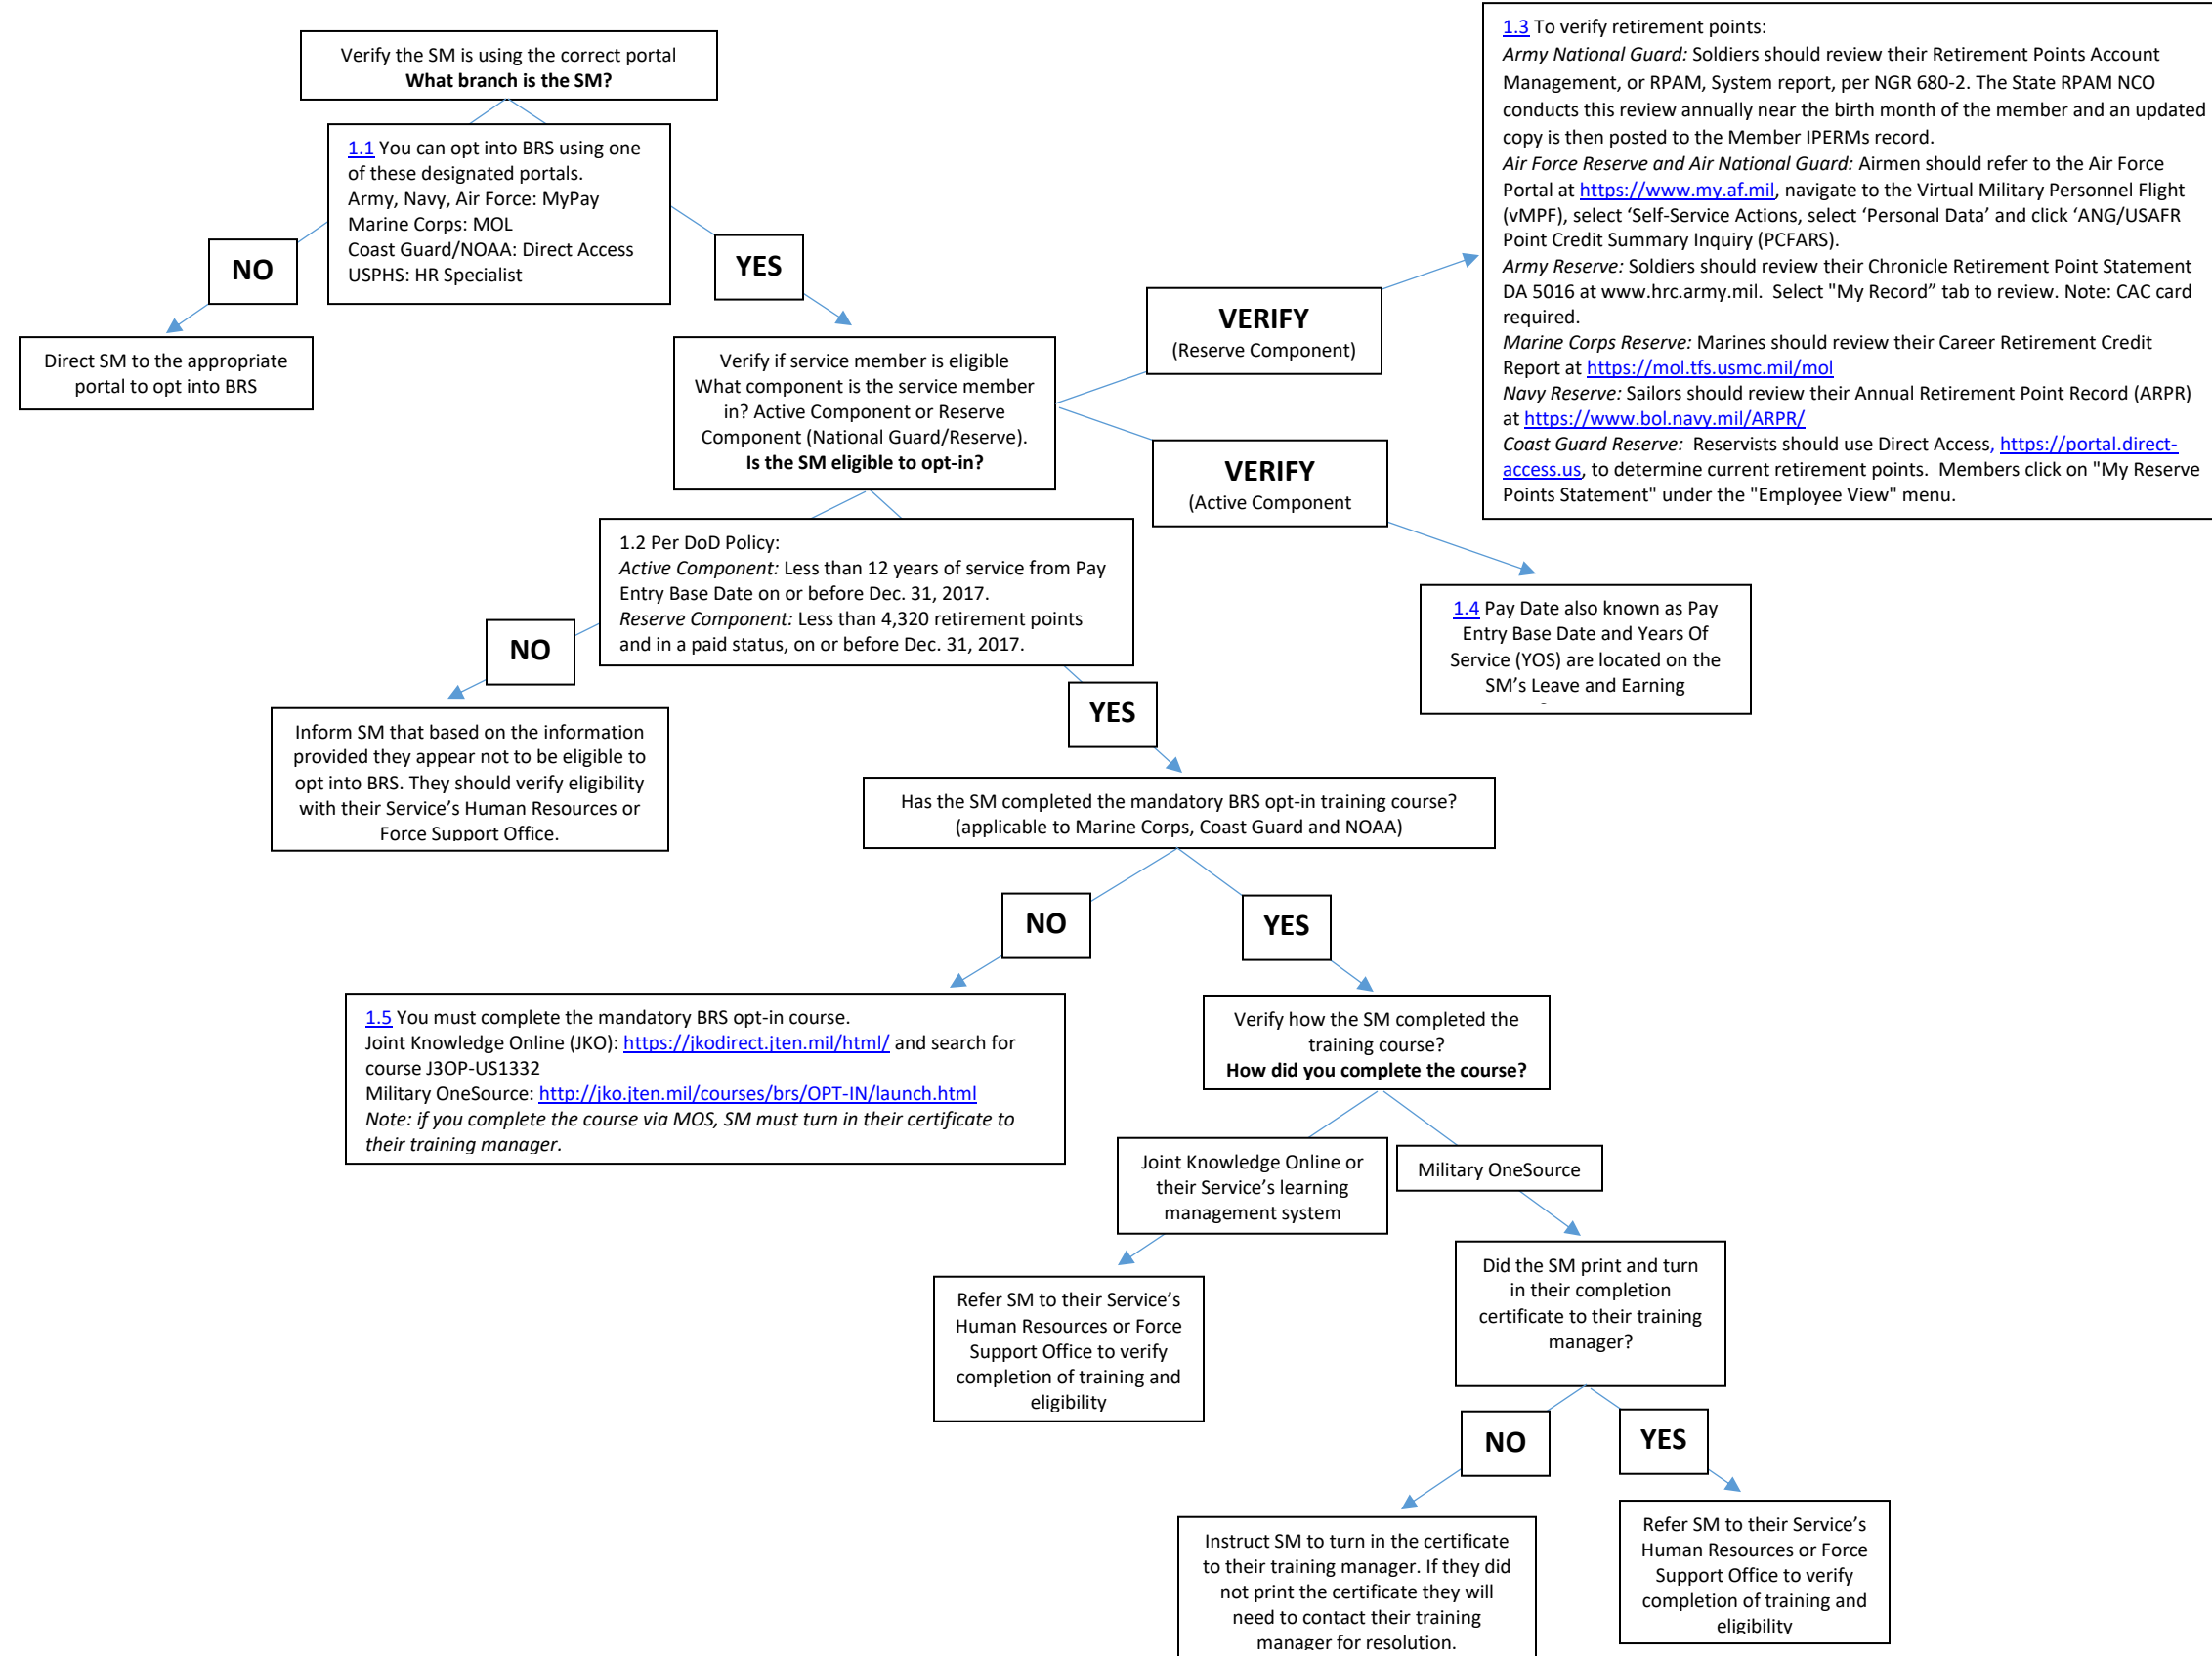 Verify the SM is using the correct portal
What branch is the SM?
1.1 You can opt into BRS using one
of these designated portals.
Army, Navy, Air Force: MyPay
Marine Corps: MOL
Coast Guard/NOAA: Direct Access
USPHS: HR Specialist
NO
YES
Direct SM to the appropriate
portal to opt into BRS
Verify if service member is eligible
What component is the service member
in? Active Component or Reserve
Component (National Guard/Reserve).
Is the SM eligible to opt-in?
VERIFY
(Reserve Component)
VERIFY
(Active Component
1.3 To verify retirement points:
Army National Guard: Soldiers should review their Retirement Points Account
Management, or RPAM, System report, per NGR 680-2. The State RPAM NCO
conducts this review annually near the birth month of the member and an updated
copy is then posted to the Member IPERMs record.
Air Force Reserve and Air National Guard: Airmen should refer to the Air Force
Portal at https://www.my.af.mil, navigate to the Virtual Military Personnel Flight
(vMPF), select ‘Self-Service Actions, select ‘Personal Data’ and click ‘ANG/USAFR
Point Credit Summary Inquiry (PCFARS).
Army Reserve: Soldiers should review their Chronicle Retirement Point Statement
DA 5016 at www.hrc.army.mil.  Select "My Record” tab to review. Note: CAC card
required.
Marine Corps Reserve: Marines should review their Career Retirement Credit
Report at https://mol.tfs.usmc.mil/mol
Navy Reserve: Sailors should review their Annual Retirement Point Record (ARPR)
at https://www.bol.navy.mil/ARPR/
Coast Guard Reserve:  Reservists should use Direct Access, https://portal.direct-
access.us, to determine current retirement points.  Members click on "My Reserve
Points Statement" under the "Employee View" menu.
1.2 Per DoD Policy:
Active Component: Less than 12 years of service from Pay
Entry Base Date on or before Dec. 31, 2017.
Reserve Component: Less than 4,320 retirement points
and in a paid status, on or before Dec. 31, 2017.
1.4 Pay Date also known as Pay
Entry Base Date and Years Of
Service (YOS) are located on the
SM’s Leave and Earning
NO
YES
Inform SM that based on the information
provided they appear not to be eligible to
opt into BRS. They should verify eligibility
with their Service’s Human Resources or
Force Support Office.
Has the SM completed the mandatory BRS opt-in training course?
(applicable to Marine Corps, Coast Guard and NOAA)
NO
YES
1.5 You must complete the mandatory BRS opt-in course.
Joint Knowledge Online (JKO): https://jkodirect.jten.mil/html/ and search for
course J3OP-US1332
Military OneSource: http://jko.jten.mil/courses/brs/OPT-IN/launch.html
Note: if you complete the course via MOS, SM must turn in their certificate to
their training manager.
Verify how the SM completed the
training course?
How did you complete the course?
Joint Knowledge Online or
their Service’s learning
management system
Military OneSource
Refer SM to their Service’s
Human Resources or Force
Support Office to verify
completion of training and
eligibility
Did the SM print and turn
in their completion
certificate to their training
manager?
NO
YES
Instruct SM to turn in the certificate
to their training manager. If they did
not print the certificate they will
need to contact their training
manager for resolution.
Refer SM to their Service’s
Human Resources or Force
Support Office to verify
completion of training and
eligibility